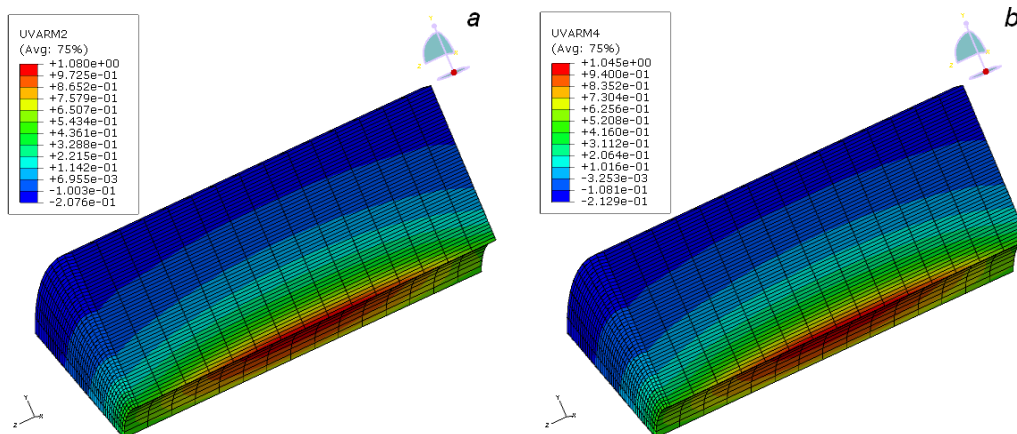 a
UVARM2
(Avg: 75%)
+1.080e+00
+9.725e-01
+8.652e-01
+7.579e-01
+6.507e-01
+5.434e-01
+4.361e-01
+3.288e-01
+2.215e-01
+1.142e-01
+6.955e-03
-1.003e-01
-2.076e-01
Y
X
Z
Y
Z
X
b
UVARM4
(Avg: 75%)
+1.045e+00
+9.400e-01
+8.352e-01
+7.304e-01
+6.256e-01
+5.208e-01
+4.160e-01
+3.112e-01
+2.064e-01
+1.016e-01
-3.253e-03
-1.081e-01
-2.129e-01
Y
X
Z
Y
Z
X